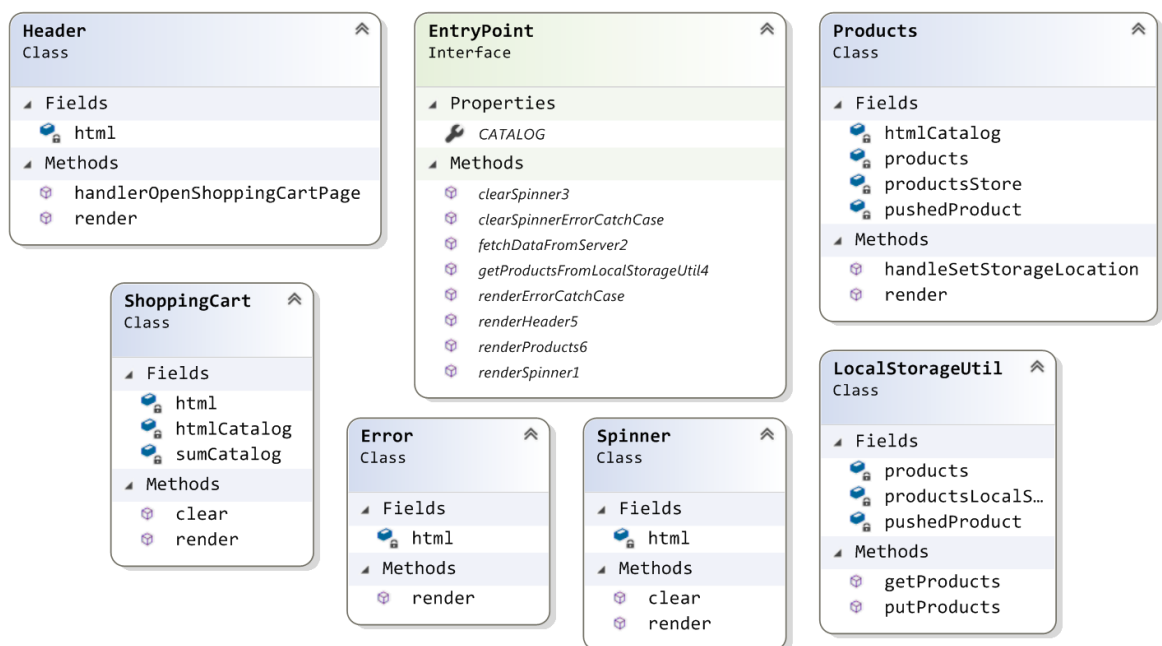 Header
Class
Fields
html
Methods
handlerOpenShoppingCartPage
render
EntryPoint
Interface
Properties
CATALOG
Methods
clearSpinner3
clearSpinnerErrorCatchCase
fetchDataFromServer2
getProductsFromLocalStorageUtil4
renderErrorCatchCase
renderHeader5
renderProducts6
renderSpinner1
Products
Class
Fields
htmlCatalog
products
productsStore
pushedProduct
Methods
handleSetStorageLocation
render
ShoppingCart
Class
Fields
html
htmlCatalog
sumCatalog
Methods
clear
render
Error
Class
Fields
html
Methods
render
Spinner
Class
Fields
html
Methods
clear
render
LocalStorageUtil
Class
Fields
products
productsLocalS…
pushedProduct
Methods
getProducts
putProducts